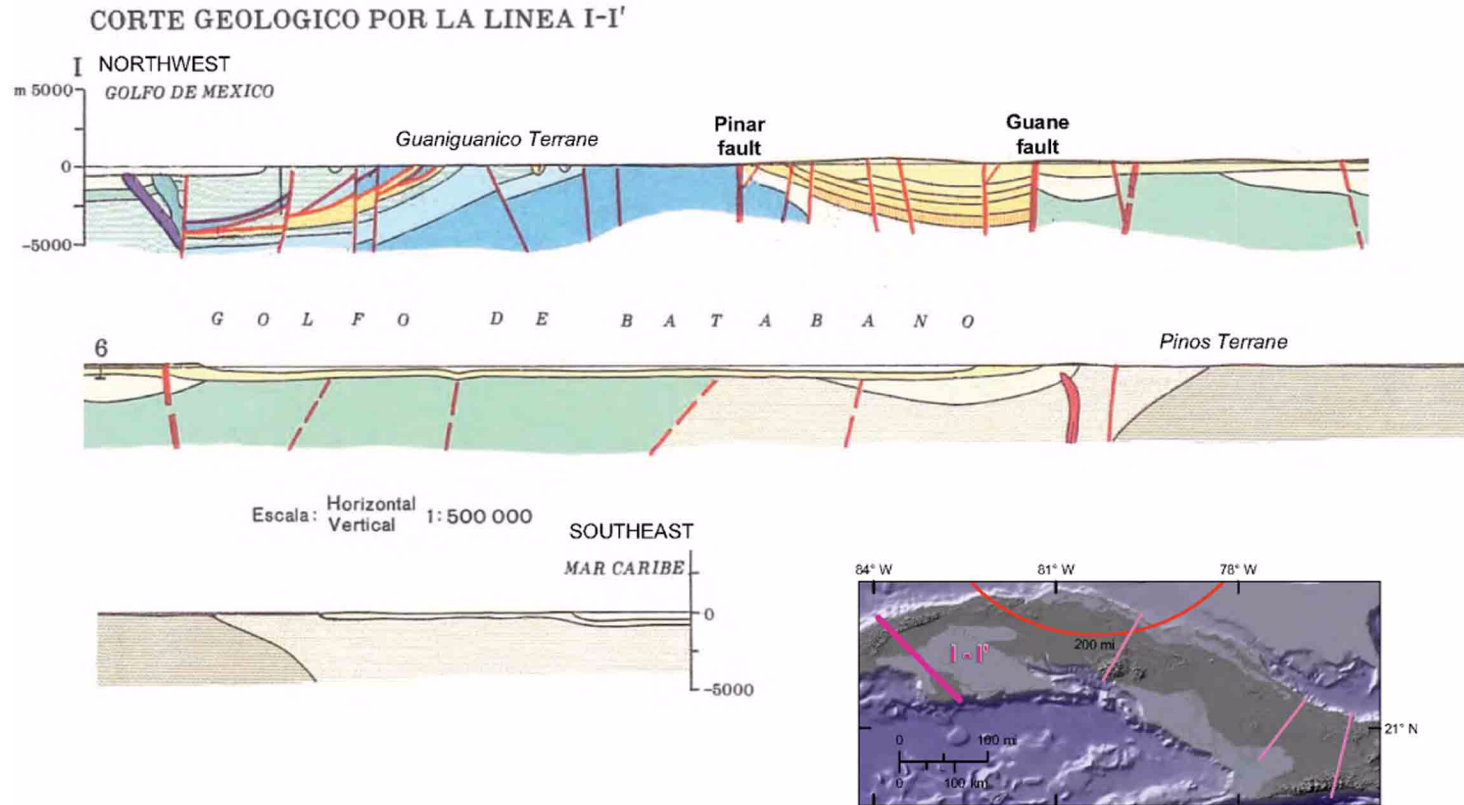 CORTE GEOLOGICO POR LA LINEA I-I'
I NORTHWEST
m 5000 GOLFO DE MEXICO
Guaniguanico Terrane
Pinar
fault
Guane
fault
0
-5000
G O L F O D E B A T A B A N O
6
Pinos Terrane
Escala: Horizontal
Vertical 1:500 000
SOUTHEAST
MAR CARIBE
0
-5000
84° W 81° W 78° W
200 mi
I - I'
21° N
0 100 mi
0 100 km